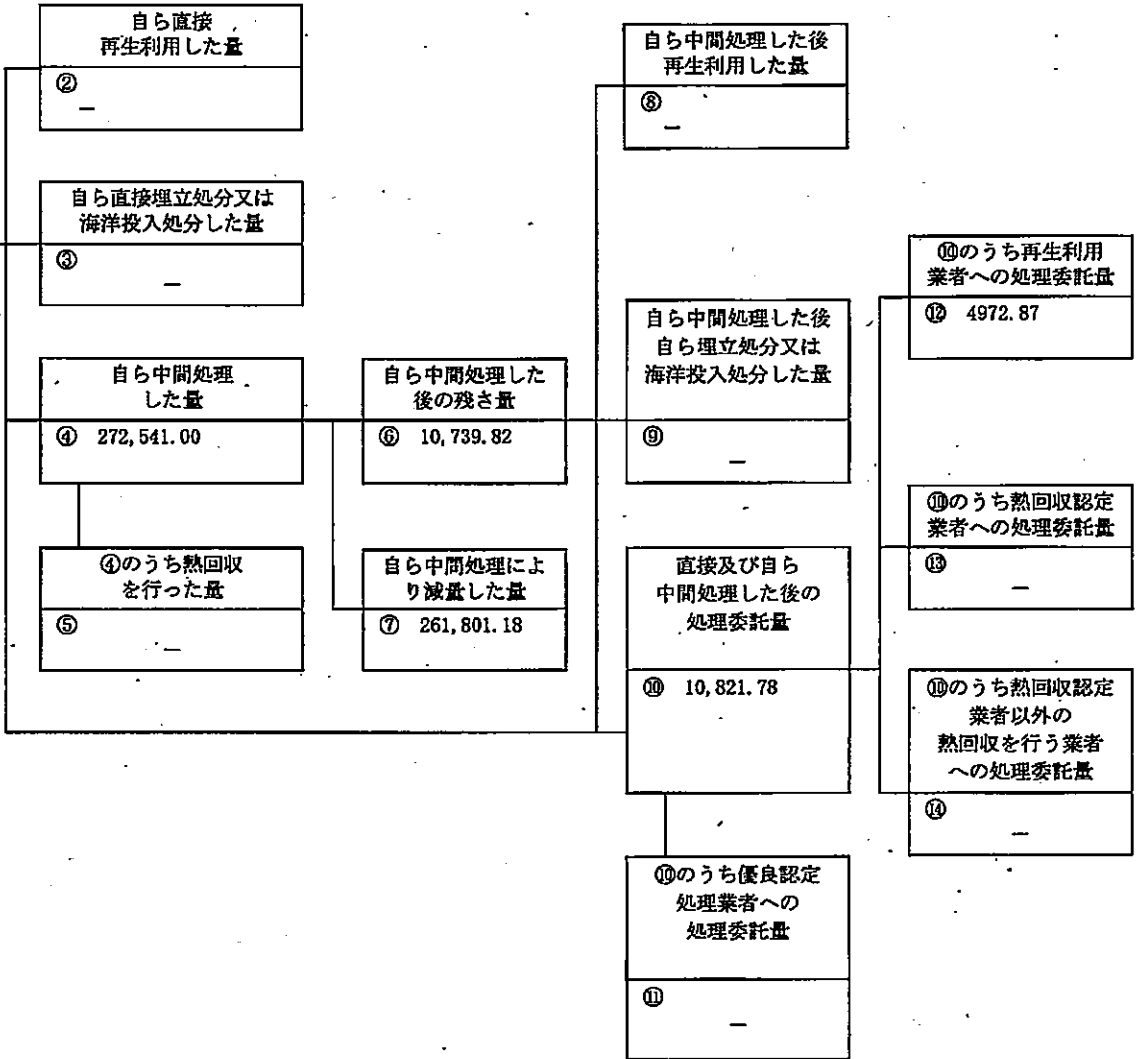 自ら直接
再生利用した量
②
—
自ら直接埋立処分又は
海洋投入処分した量
③
—
自ら中間処理
した量
④ 272,541.00
④のうち熱回収
を行った量
⑤
—
自ら中間処理した
後の残さ量
⑥ 10,739.82
自ら中間処理によ
り減量した量
⑦ 261,801.18
自ら中間処理した後
再生利用した量
⑧
—
自ら中間処理した後
自ら埋立処分又は
海洋投入処分した量
⑨
—
直接及び自ら
中間処理した後の
処理委託量
⑩ 10,821.78
⑩のうち優良認定
処理業者への
処理委託量
⑪
—
⑩のうち再生利用
業者への処理委託量
⑫ 4972.87
⑩のうち熱回収認定
業者への処理委託量
⑬
—
⑩のうち熱回収認定
業者以外の
熱回収を行う業者
への処理委託量
⑭
—